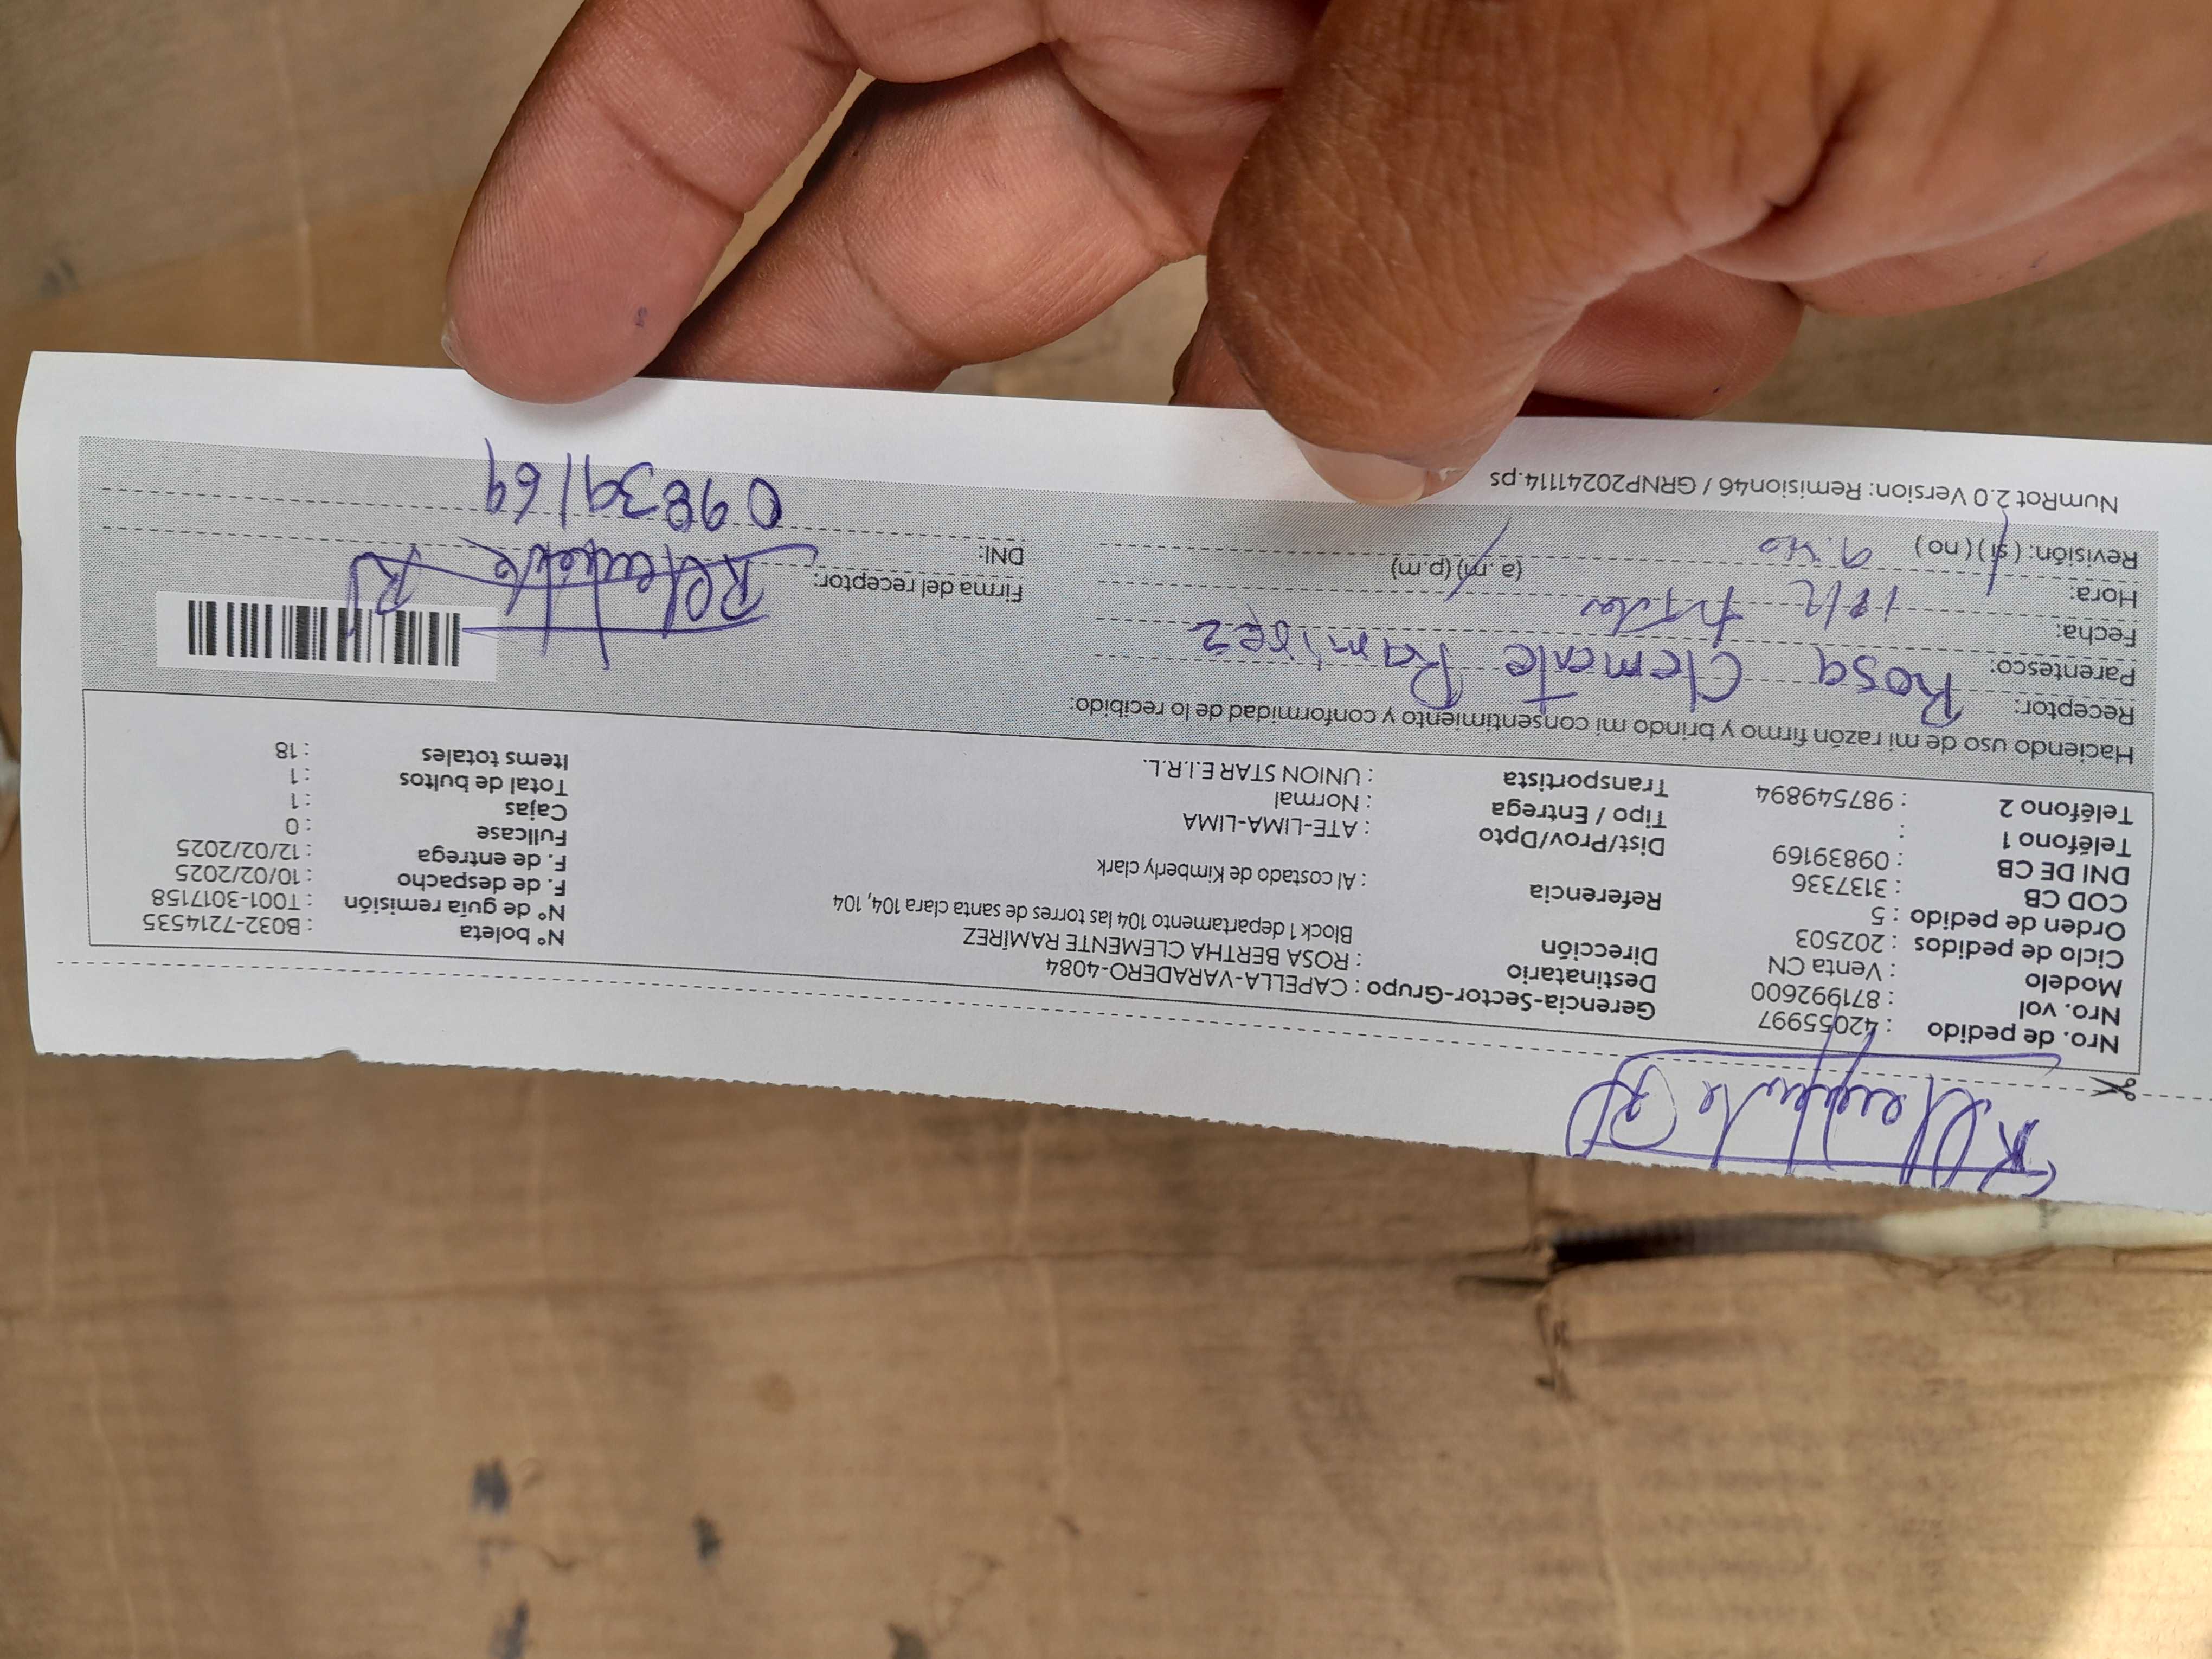 Nro. de pedido : 42055997
Nro. vol : 871992600
Modelo : Venta CN
Ciclo de pedidos : 202503
Orden de pedido : 5
COD CB : 3137336
DNI DE CB : 09839169
Teléfono 1 :
Teléfono 2 : 987549894
Gerencia-Sector-Grupo : CAPELLA-VARADERO-4084
Destinatario : ROSA BERTHA CLEMENTE RAMÍREZ
Dirección Block 1 departamento 104 las torres de santa clara 104, 104
Referencia : Al costado de Kimberly clark
Dist/Prov/Dpto : ATE-LIMA-LIMA
Tipo / Entrega : Normal
Transportista : UNION STAR E.I.R.L.
N° boleta : B032-7214535
N° de guía remisión : T001-3017158
F. de despacho : 10/02/2025
F. de entrega : 12/02/2025
Fullcase : 0
Cajas : 1
Total de bultos : 1
Items totales : 18
Haciendo uso de mi razón firmo y brindo mi consentimiento y conformidad de lo recibido:
Receptor: Rosa Clemente Ramirez
Parentesco:
Fecha:
Hora: (a.m) (p.m)
Revisión: (si) (no)
Firma del receptor:
DNI: 09839169
NumRot 2.0 Version: Remision46 / GRNP20241114.ps